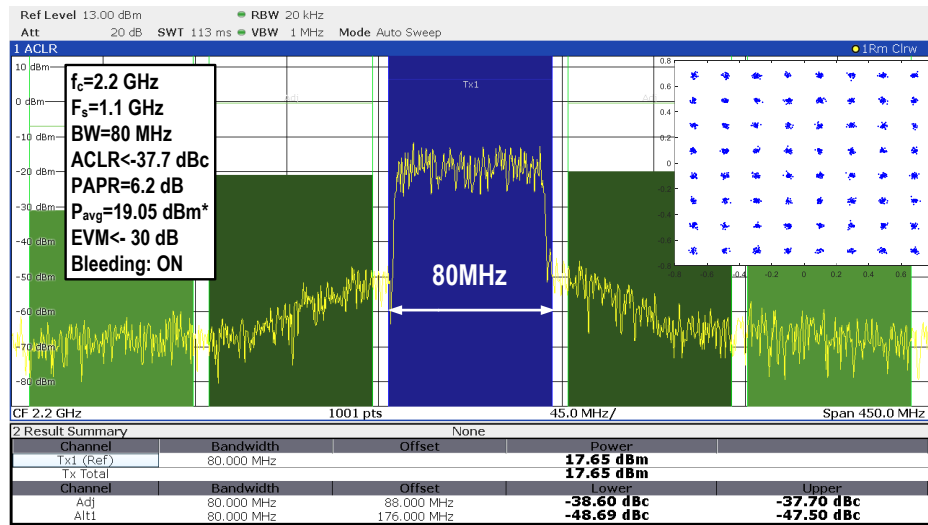 Ref Level 13.00 dBm RBW 20 kHz
Att 20 dB SWT 113 ms VBW 1 MHz Mode Auto Sweep
1 ACLR 1Rm Clrw
10 dBm
0 dBm
-10 dBm
-20 dBm
-30 dBm
-40 dBm
-50 dBm
-60 dBm
-70 dBm
-80 dBm
fc=2.2 GHz
Fs=1.1 GHz
BW=80 MHz
ACLR<-37.7 dBc
PAPR=6.2 dB
Pavg=19.05 dBm*
EVM<- 30 dB
Bleeding: ON
Adj
Tx1
80MHz
0.8
0.6
0.4
0.2
0
-0.2
-0.4
-0.6
-0.8
-0.8 -0.6 -0.4 -0.2 0 0.2 0.4 0.6
CF 2.2 GHz 1001 pts 45.0 MHz/ Span 450.0 MHz
2 Result Summary None
Channel Bandwidth Offset Power
Tx1 (Ref) 80.000 MHz 17.65 dBm
Tx Total 17.65 dBm
Channel Bandwidth Offset Lower Upper
Adj 80.000 MHz 88.000 MHz -38.60 dBc -37.70 dBc
Alt1 80.000 MHz 176.000 MHz -48.69 dBc -47.50 dBc